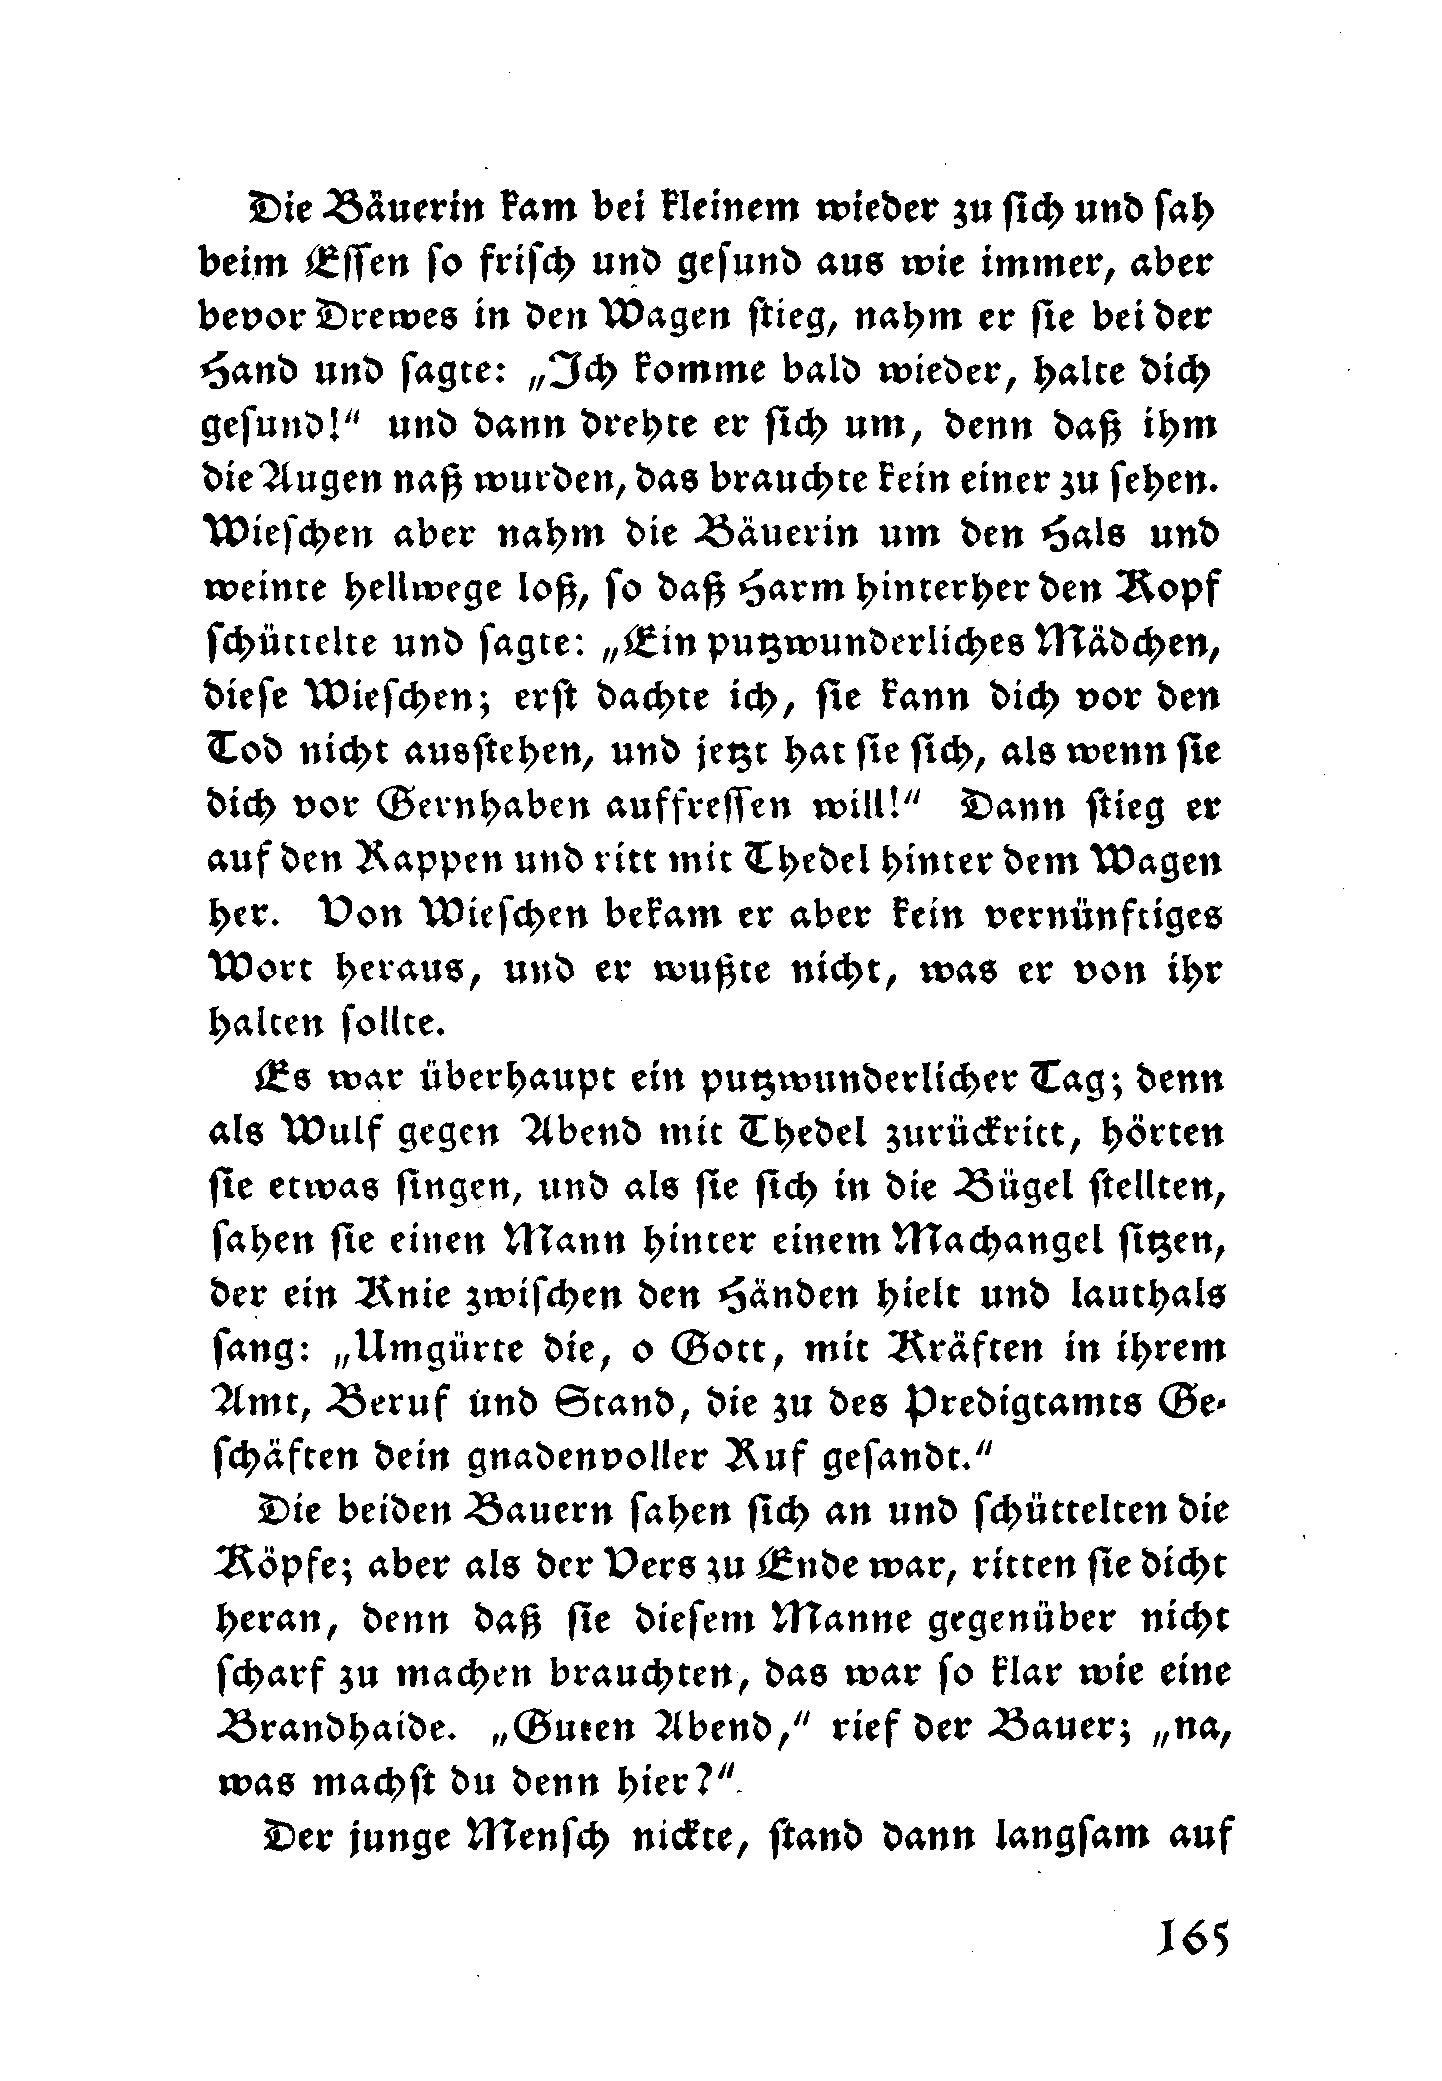 Die Bäuerin kam bei kleinem wieder zu ſich und ſah
beim Eſſen ſo friſch und geſund aus wie immer, aber
bevor Drewes in den Wagen ſtieg, nahm er ſie bei der
Hand und ſagte: „Ich komme bald wieder, halte dich
geſund!“ und dann drehte er ſich um, denn daß ihm
die Augen naß wurden, das brauchte kein einer zu ſehen.
Wieſchen aber nahm die Bäuerin um den Hals und
weinte hellwege loß, ſo daß Harm hinterher den Kopf
ſchüttelte und ſagte: „Ein putzwunderliches Mädchen,
dieſe Wieſchen; erſt dachte ich, ſie kann dich vor den
Tod nicht ausſtehen, und jetzt hat ſie ſich, als wenn ſie
dich vor Gernhaben auffreſſen will!“ Dann ſtieg er
auf den Rappen und ritt mit Thedel hinter dem Wagen
her. Von Wieſchen bekam er aber kein vernünftiges
Wort heraus, und er wußte nicht, was er von ihr
halten ſollte.
Es war überhaupt ein putzwunderlicher Tag; denn
als Wulf gegen Abend mit Thedel zurückritt, hörten
ſie etwas ſingen, und als ſie ſich in die Bügel ſtellten,
ſahen ſie einen Mann hinter einem Machangel ſitzen,
der ein Knie zwiſchen den Händen hielt und lauthals
ſang: „Umgürte die, o Gott, mit Kräften in ihrem
Amt, Beruf und Stand, die zu des Predigtamts Ge-
ſchäften dein gnadenvoller Ruf geſandt.“
Die beiden Bauern ſahen ſich an und ſchüttelten die
Köpfe; aber als der Vers zu Ende war, ritten ſie dicht
heran, denn daß ſie dieſem Manne gegenüber nicht
ſcharf zu machen brauchten, das war ſo klar wie eine
Brandhaide. „Guten Abend,“ rief der Bauer; „na,
was machſt du denn hier?“
Der junge Menſch nickte, ſtand dann langſam auf
165